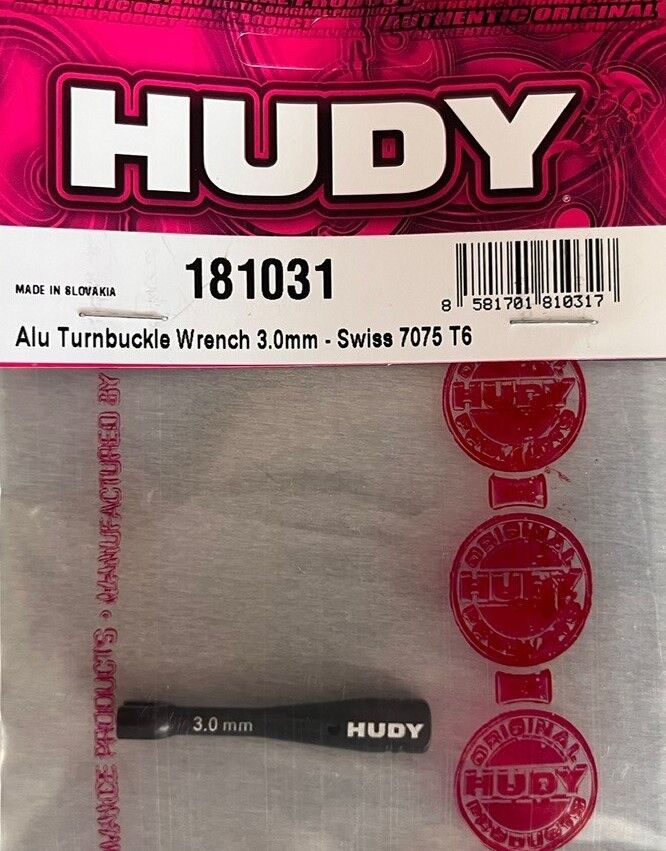 AUTHENTIC ORIGINAL
HUDY
®
MADE IN SLOVAKIA
181031
8 581701 810317
Alu Turnbuckle Wrench 3.0mm - Swiss 7075 T6
PRODUCTS • MANUFACTURED BY
HUDY
ORIGINAL
HUDY
3.0 mm
HUDY
ORIGINAL
HUDY
PRODUCTS